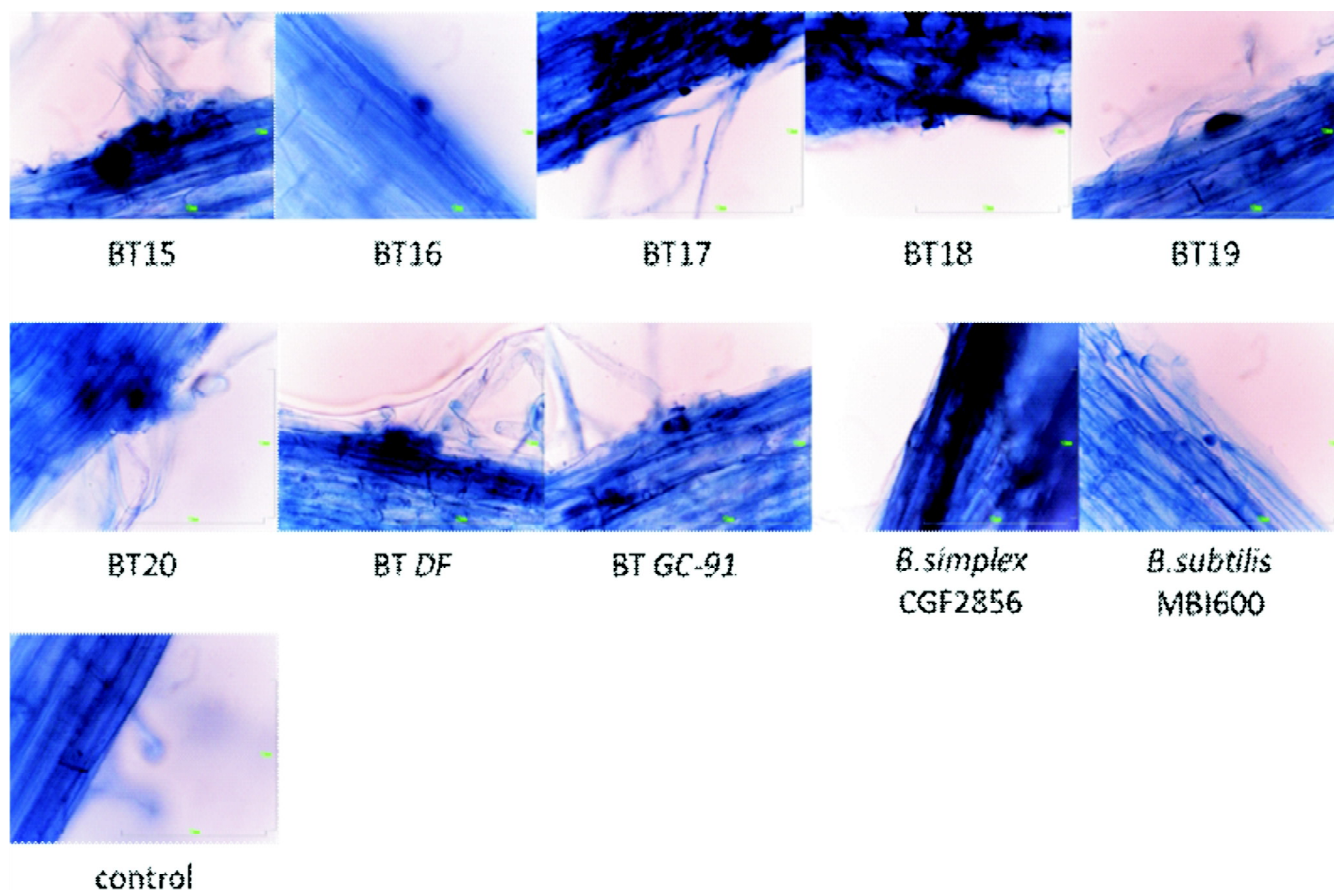 BT15 BT16 BT17 BT18 BT19
BT20 BT DF BT GC-91 B.simplex B.subtilis
CGF2856 MBI600
control